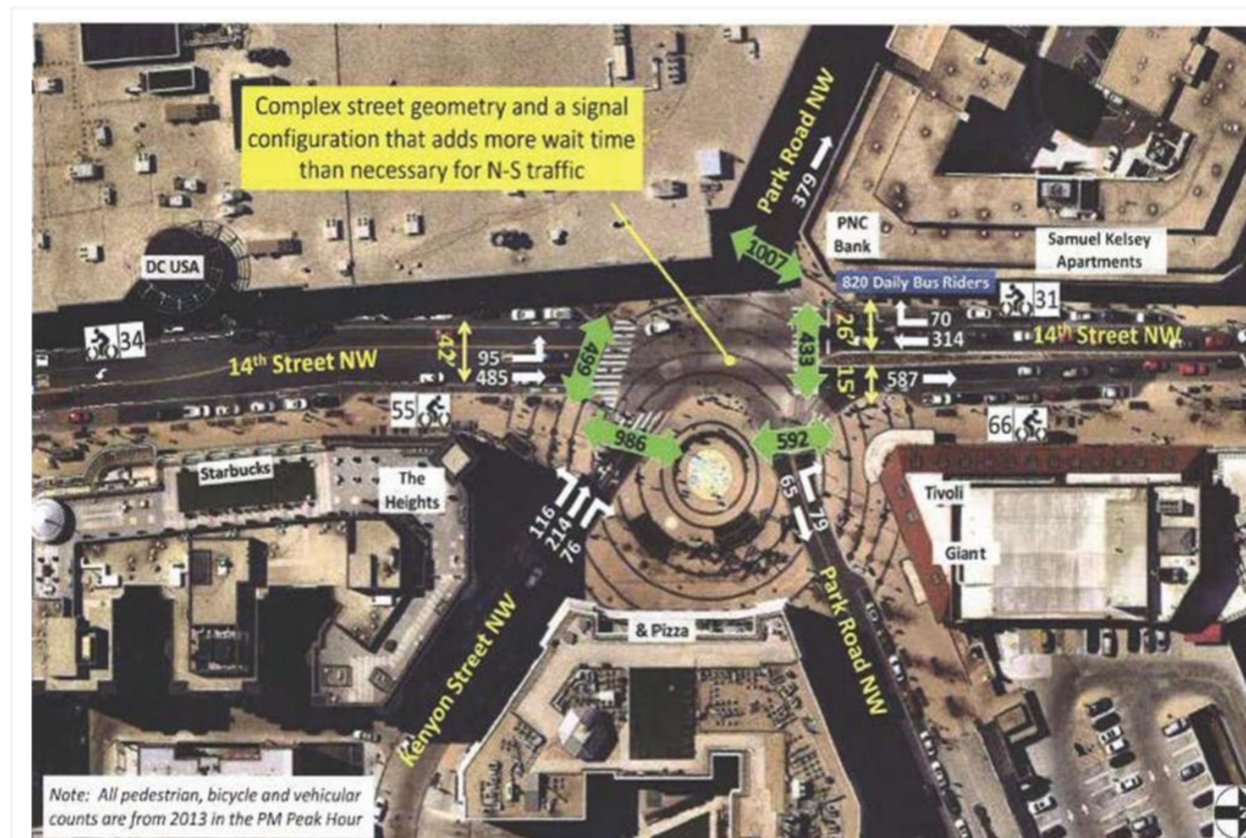 Complex street geometry and a signal
configuration that adds more wait time
than necessary for N-S traffic
Park Road NW
379
PNC
Bank
Samuel Kelsey
Apartments
1007
DC USA
820 Daily Bus Riders
34
31
14th Street NW
42'
95
485
499
433
26'
70
314
14th Street NW
15'
587
55
66
986
592
Starbucks
The
Heights
116
214
76
65
79
Tivoli
Giant
Kenyon Street NW
& Pizza
Park Road NW
Note: All pedestrian, bicycle and vehicular
counts are from 2013 in the PM Peak Hour